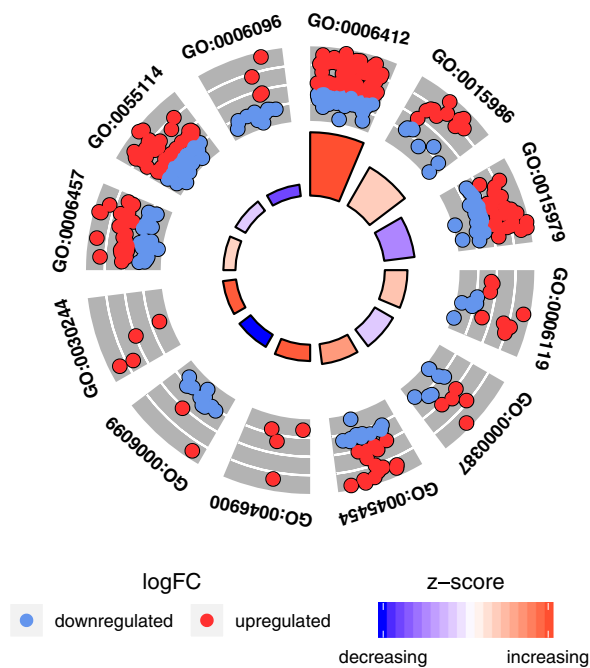 GO:0006412
GO:0015986
GO:0015979
GO:0006119
GO:00000387
GO:0045454
GO:0046900
GO:0006099
GO:0030244
GO:0006457
GO:0055114
GO:0006096
logFC
downregulated
upregulated
z−score
decreasing
increasing